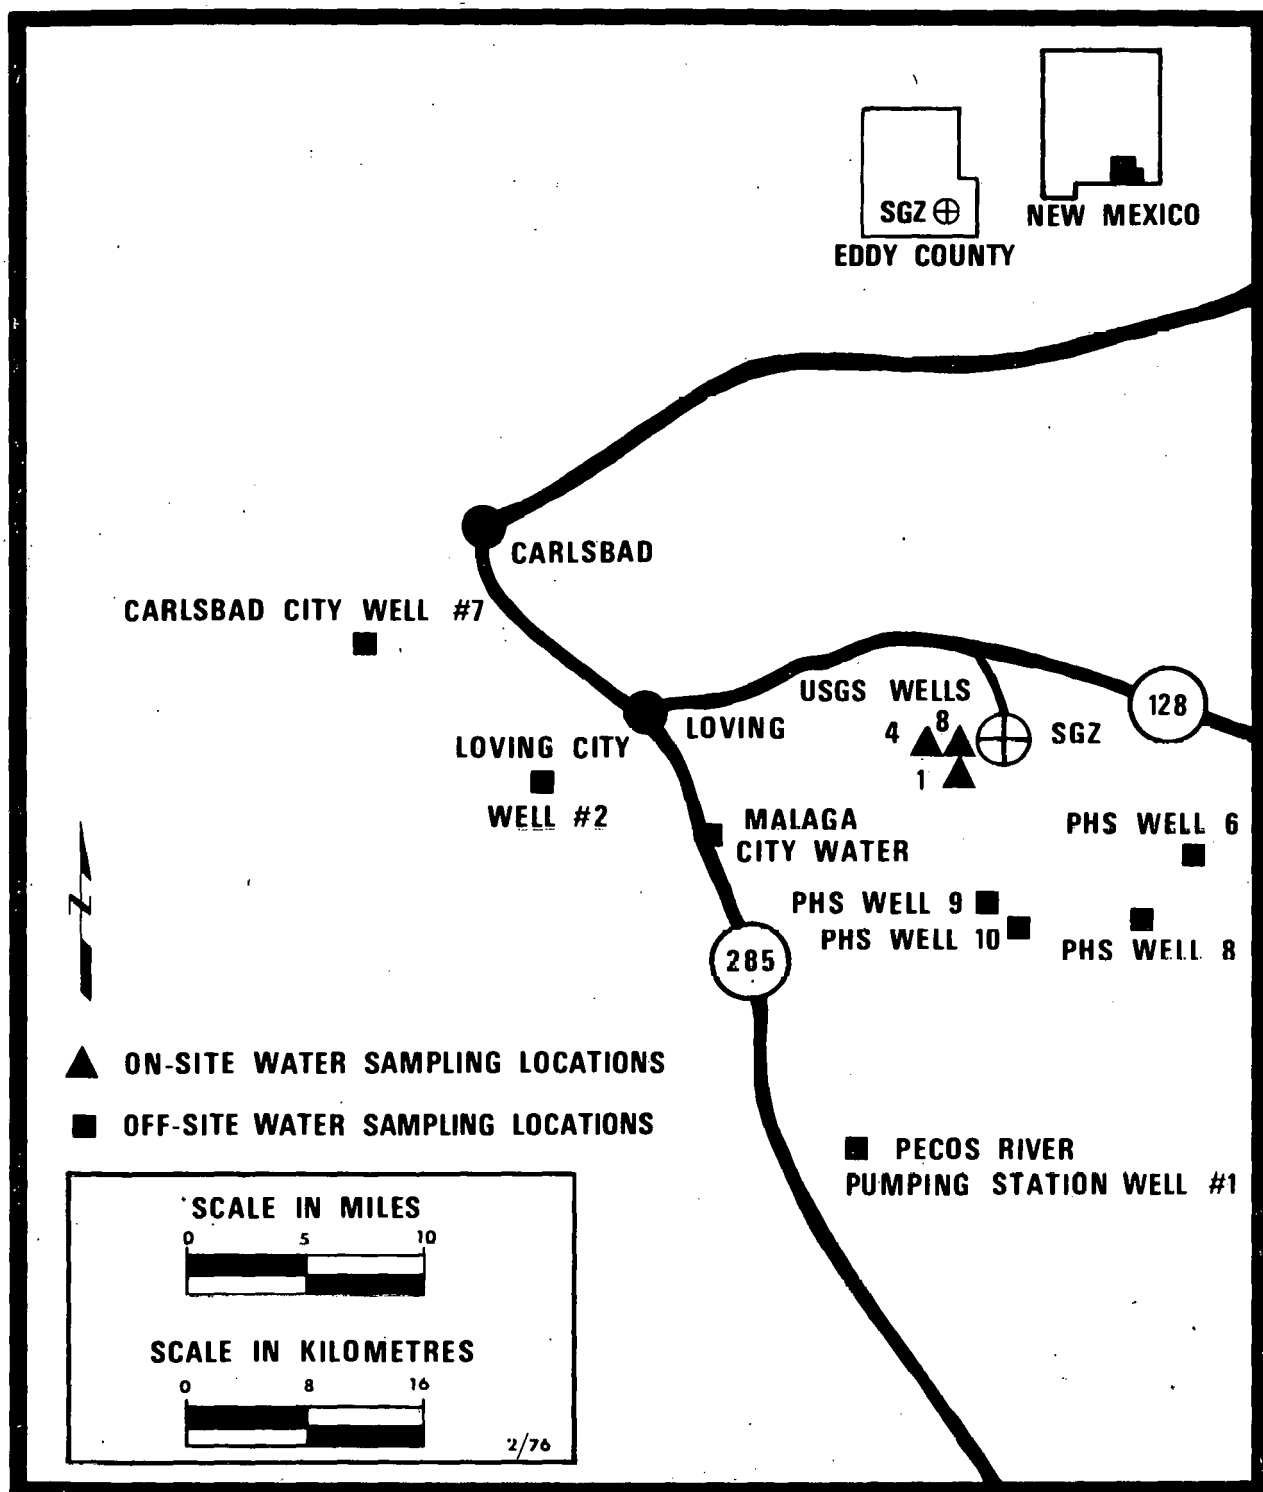 SGZ
EDDY COUNTY
NEW MEXICO
CARLSBAD
CARLSBAD CITY WELL #7
USGS WELLS
4
8
1
SGZ
128
LOVING
LOVING CITY
WELL #2
MALAGA
CITY WATER
PHS WELL 6
PHS WELL 9
PHS WELL 10
PHS WELL 8
285
N
ON-SITE WATER SAMPLING LOCATIONS
OFF-SITE WATER SAMPLING LOCATIONS
PECOS RIVER
PUMPING STATION WELL #1
SCALE IN MILES
0 5 10
SCALE IN KILOMETRES
0 8 16
2/76